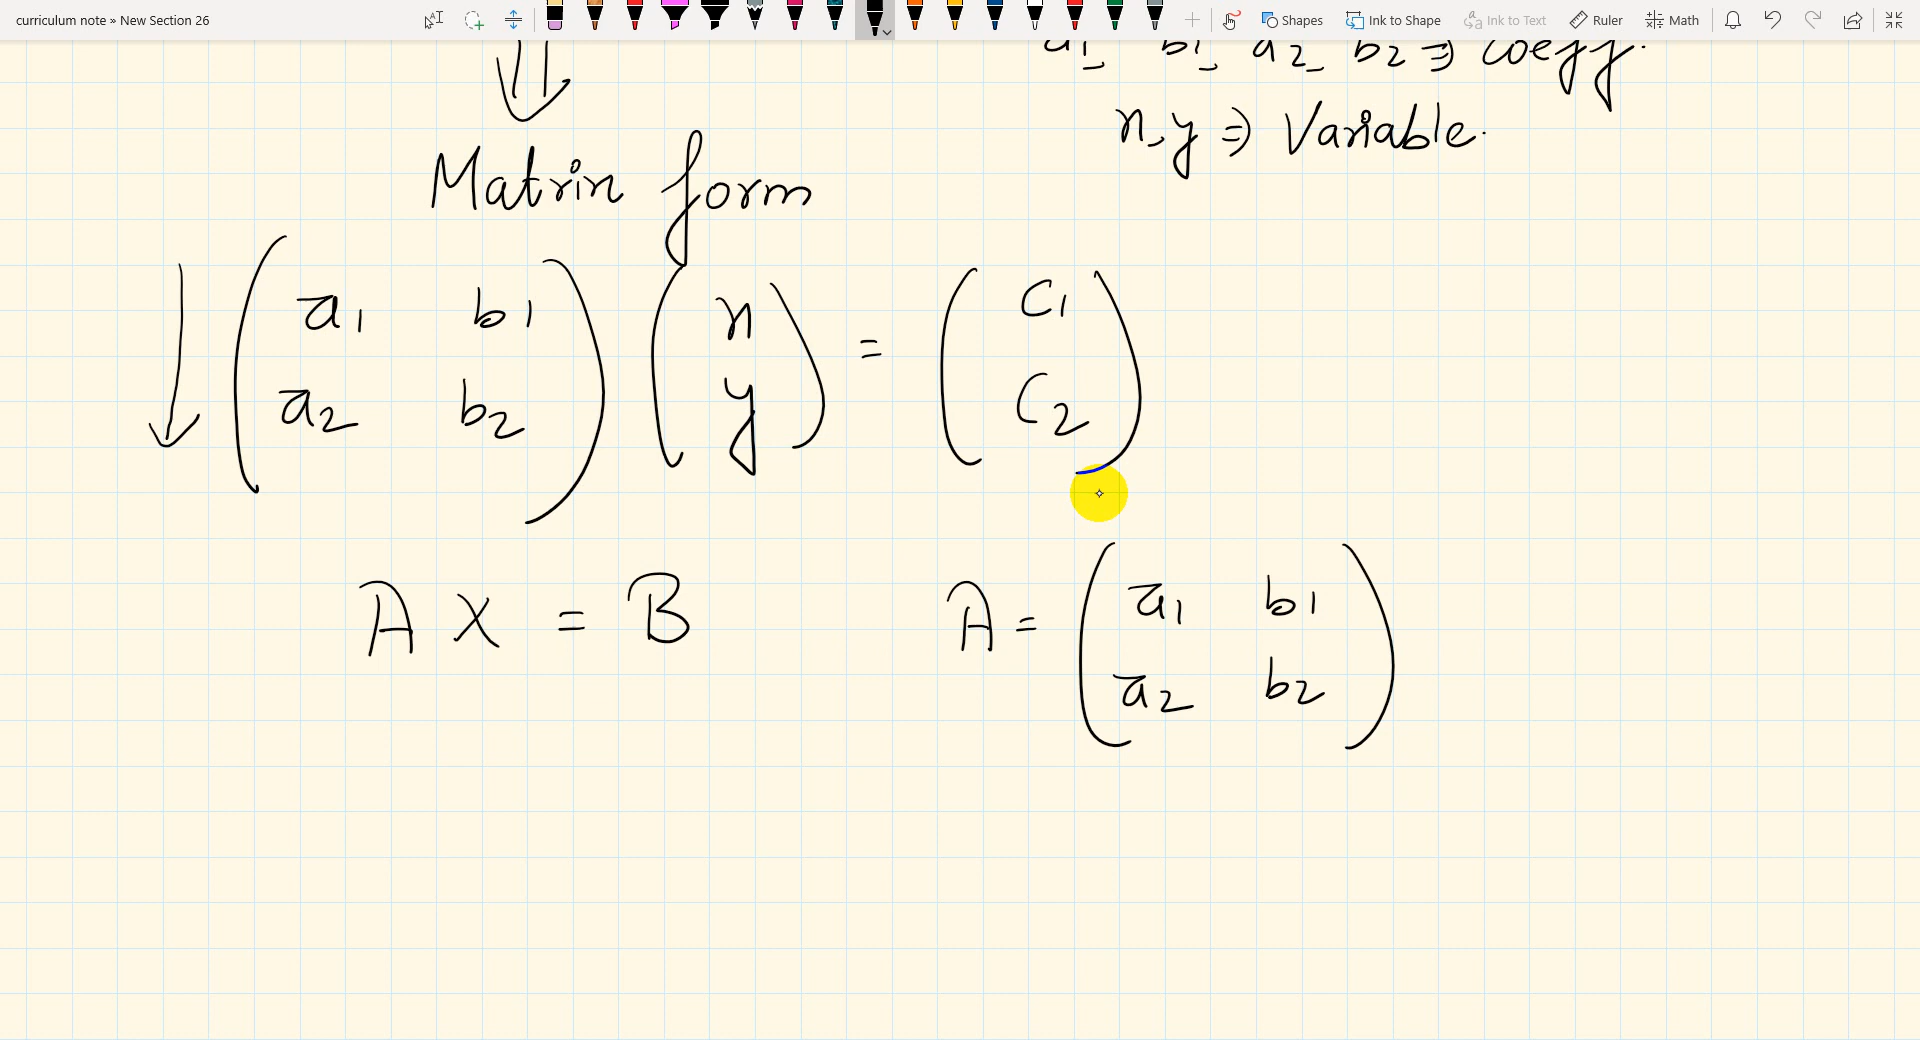 curriculum note » New Section 26
Shapes Ink to Shape Ink to Text Ruler Math
a1, b1, a2, b2 ⇒ coeff.
x, y ⇒ Variable.
Matrix form
( a1 b1 ) ( x ) = ( C1 )
( a2 b2 ) ( y ) ( C2 )
A X = B
A = ( a1 b1 )
( a2 b2 )